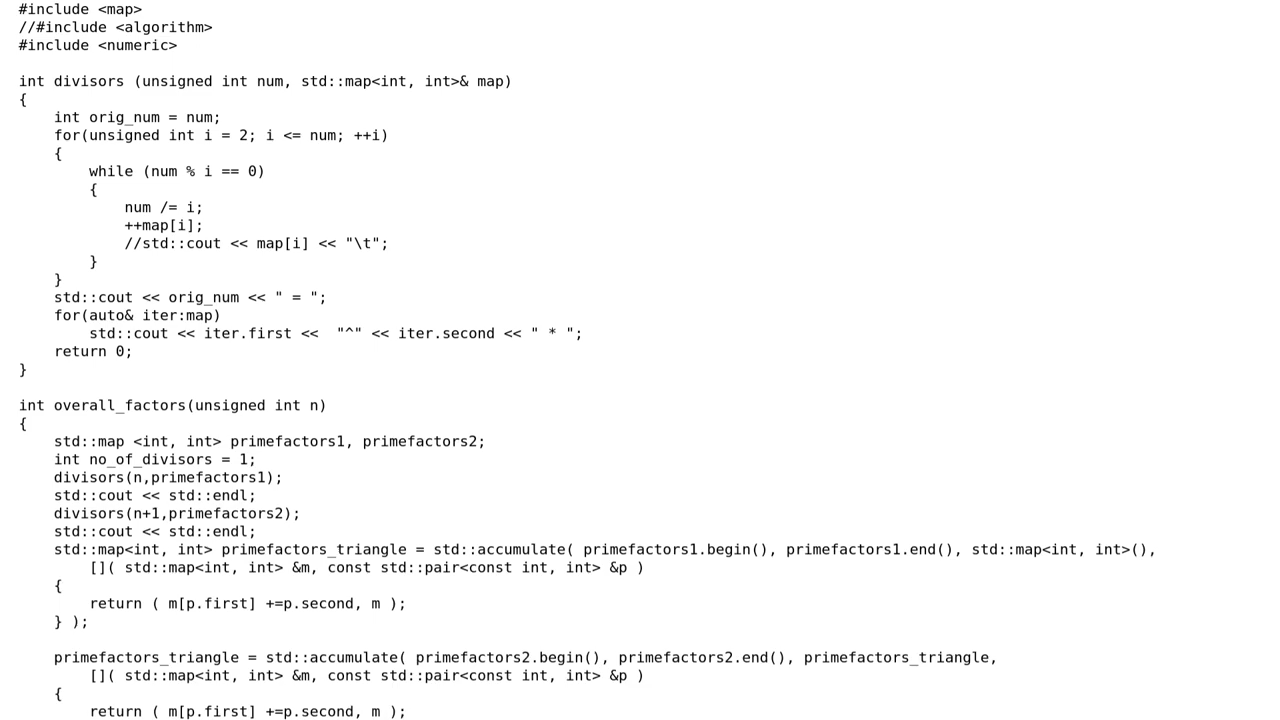 #include <map>
//#include <algorithm>
#include <numeric>

int divisors (unsigned int num, std::map<int, int>& map)
{
    int orig_num = num;
    for(unsigned int i = 2; i <= num; ++i)
    {
        while (num % i == 0)
        {
            num /= i;
            ++map[i];
            //std::cout << map[i] << "\t";
        }
    }
    std::cout << orig_num << " = ";
    for(auto& iter:map)
        std::cout << iter.first <<  "^" << iter.second << " * ";
    return 0;
}

int overall_factors(unsigned int n)
{
    std::map <int, int> primefactors1, primefactors2;
    int no_of_divisors = 1;
    divisors(n,primefactors1);
    std::cout << std::endl;
    divisors(n+1,primefactors2);
    std::cout << std::endl;
    std::map<int, int> primefactors_triangle = std::accumulate( primefactors1.begin(), primefactors1.end(), std::map<int, int>(),
        []( std::map<int, int> &m, const std::pair<const int, int> &p )
    {
        return ( m[p.first] +=p.second, m );
    } );

    primefactors_triangle = std::accumulate( primefactors2.begin(), primefactors2.end(), primefactors_triangle,
        []( std::map<int, int> &m, const std::pair<const int, int> &p )
    {
        return ( m[p.first] +=p.second, m );